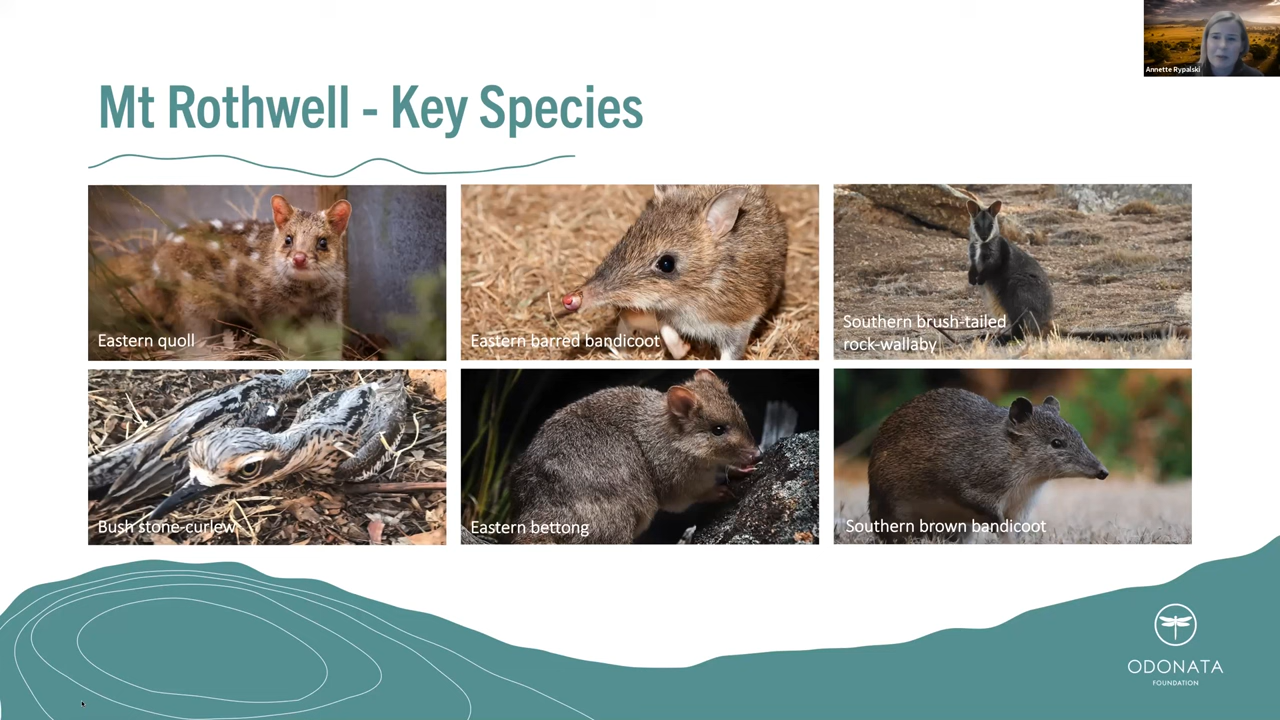 Annette Rypalski
Mt Rothwell - Key Species
Eastern quoll
Eastern barred bandicoot
Southern brush-tailed
rock-wallaby
Bush stone-curlew
Eastern bettong
Southern brown bandicoot
ODONATA
FOUNDATION